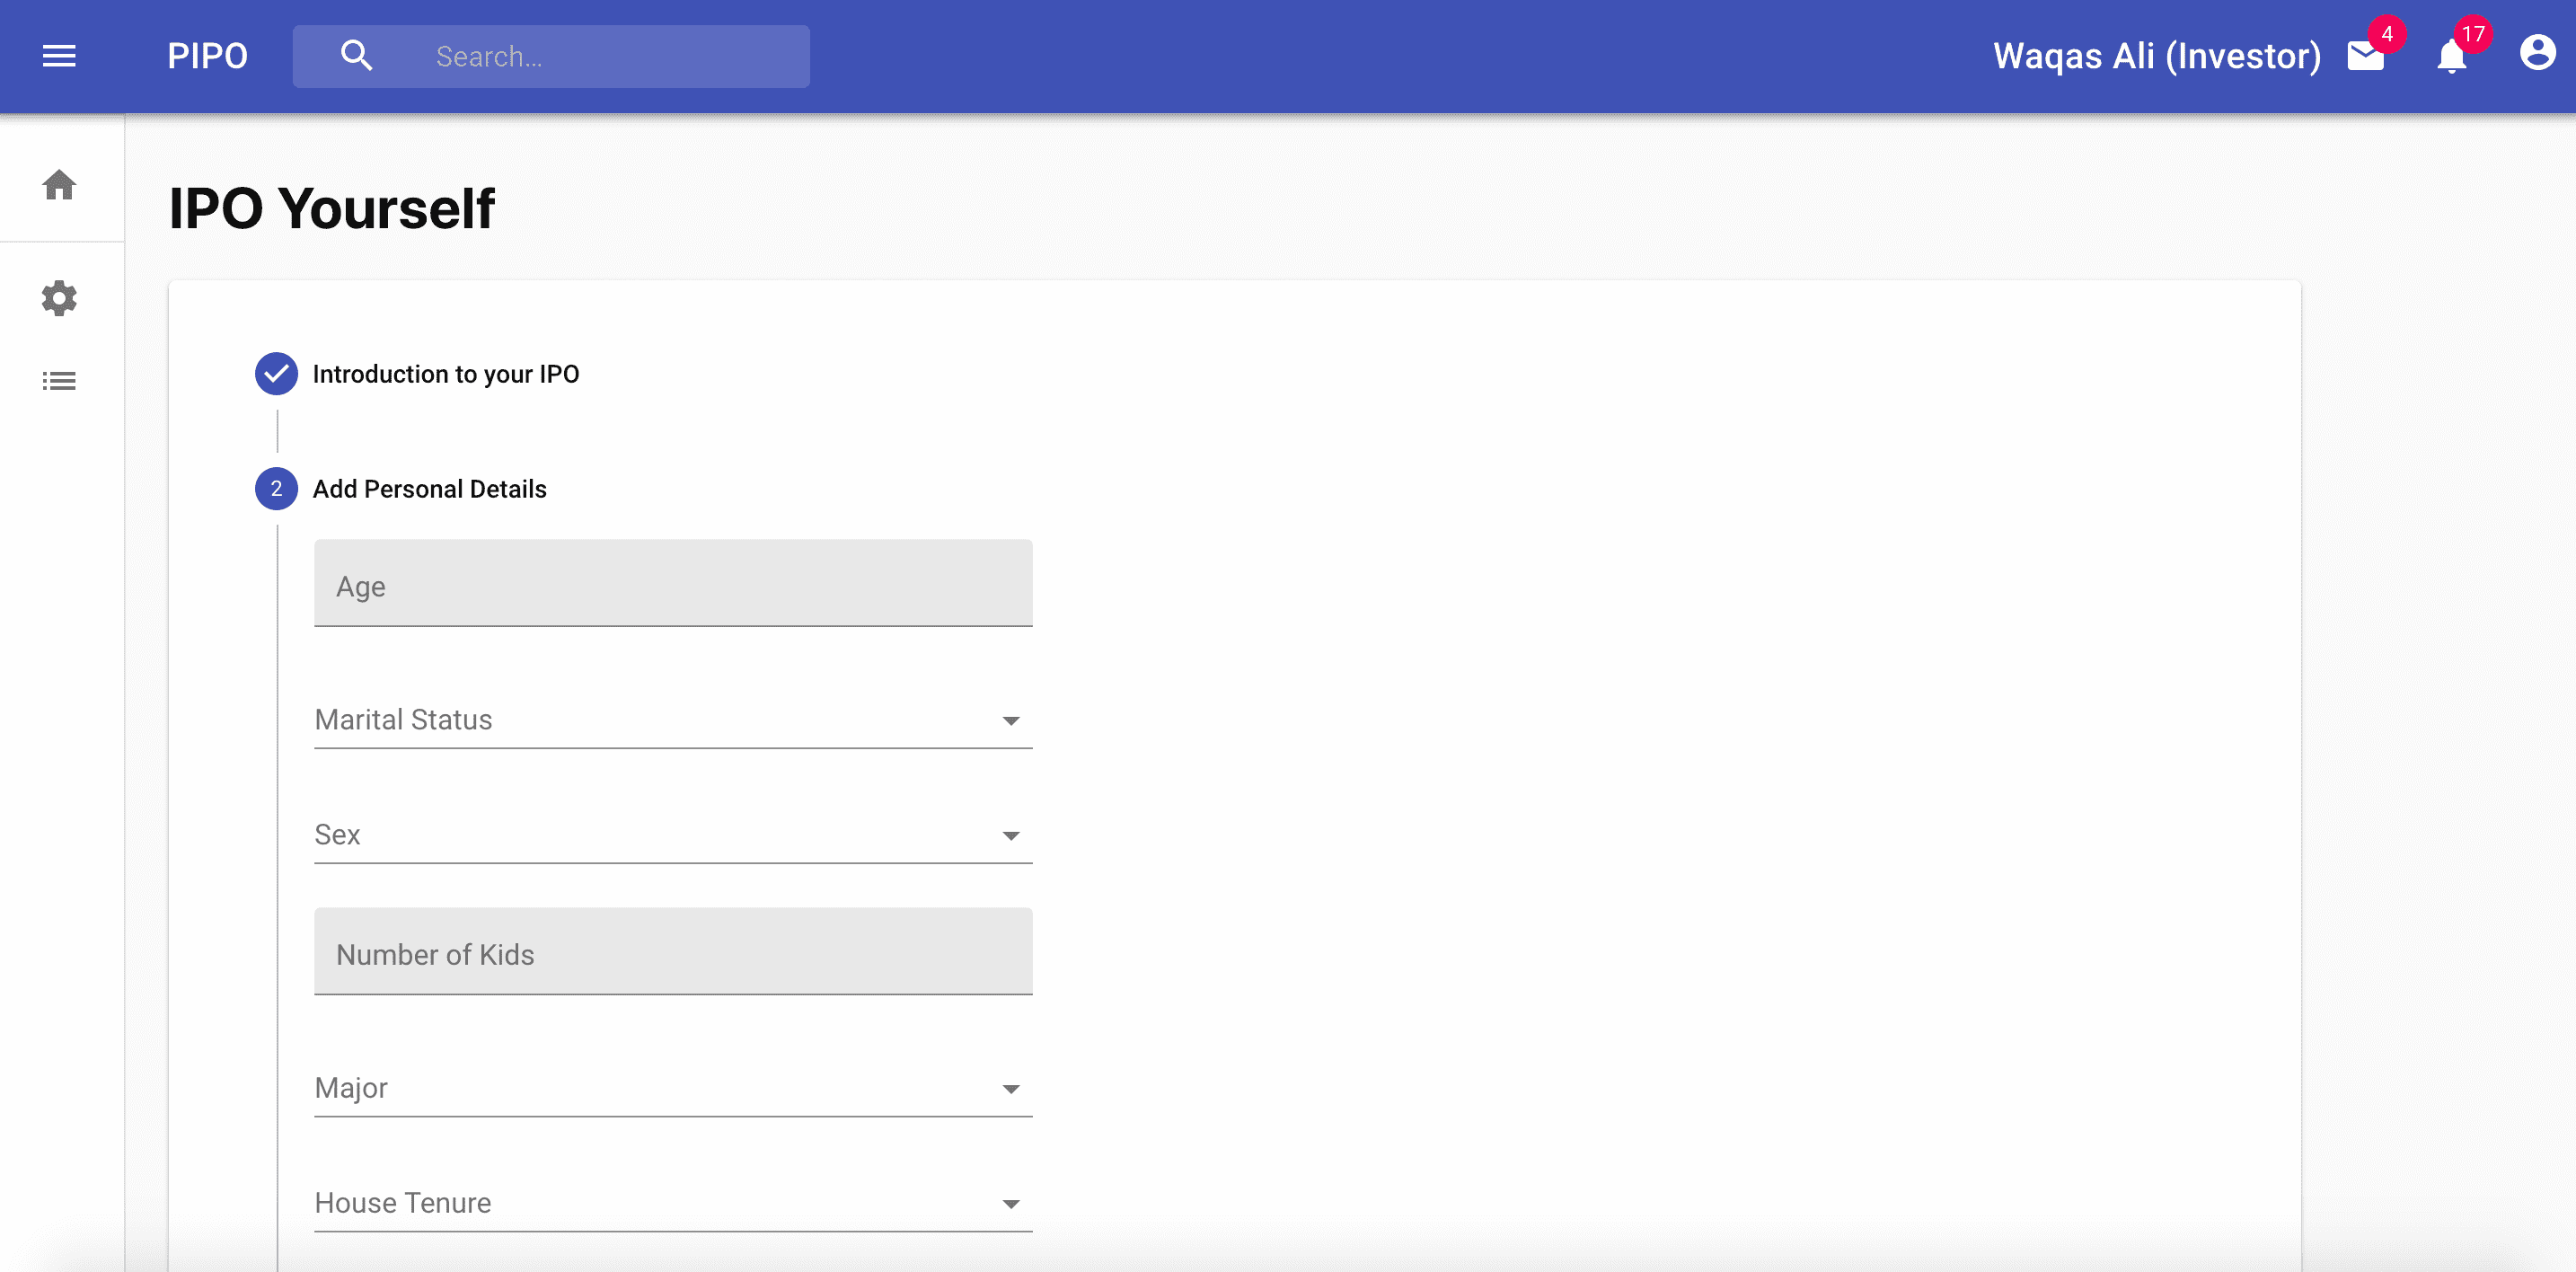 PIPO
Search...
Waqas Ali (Investor)
4
17
IPO Yourself
Introduction to your IPO
2
Add Personal Details
Age
Marital Status
Sex
Number of Kids
Major
House Tenure